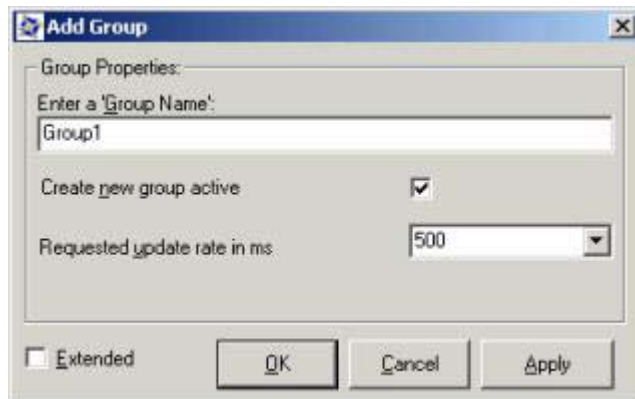 Add Group
Group Properties:
Enter a 'Group Name':
Group1
Create new group active
Requested update rate in ms
500
Extended
OK
Cancel
Apply